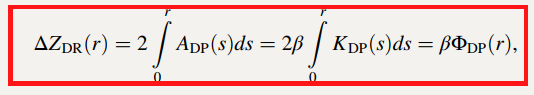 ΔZ_DR(r) = 2 ∫_0^r A_DP(s)ds = 2β ∫_0^r K_DP(s)ds = βΦ_DP(r),